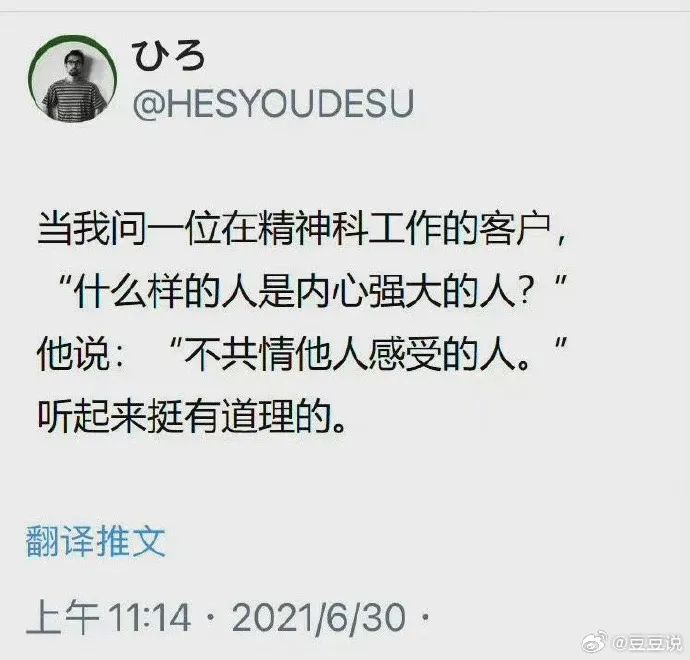 ひろ
@HESYOUDESU
当我问一位在精神科工作的客户，
“什么样的人是内心强大的人？”
他说：“不共情他人感受的人。”
听起来挺有道理的。
翻译推文
上午 11:14 · 2021/6/30 ·
@豆豆说